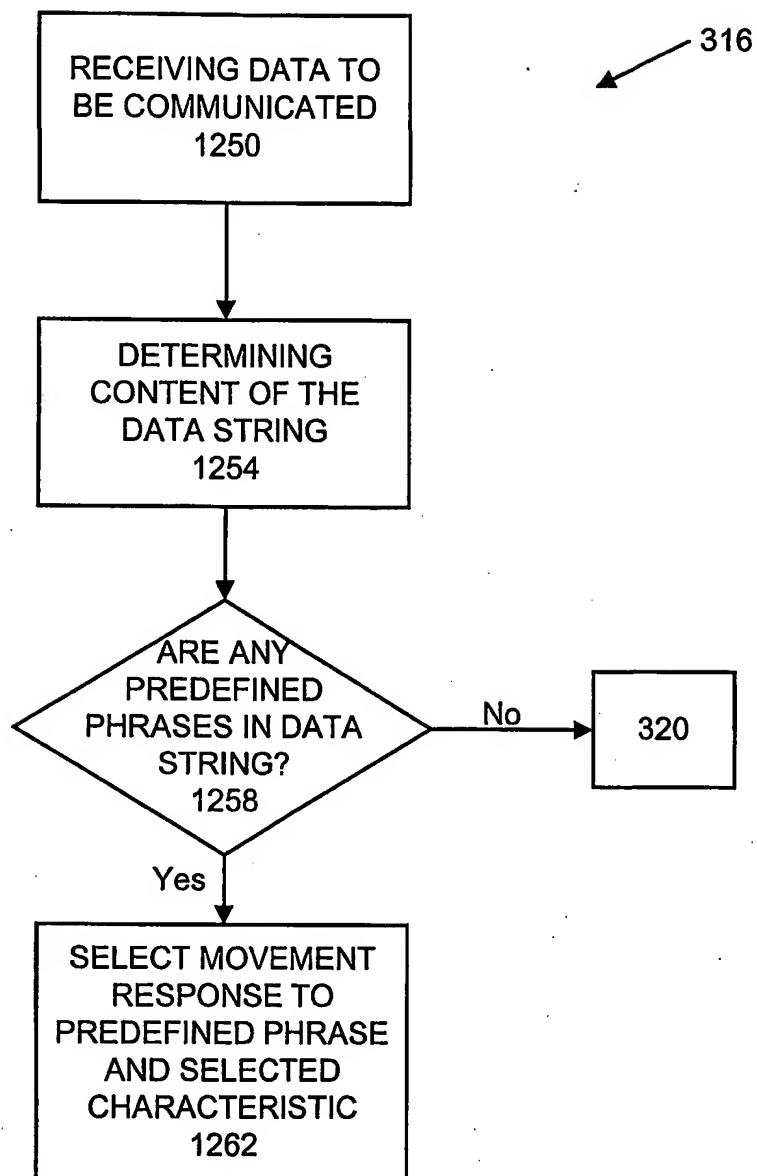 316
RECEIVING DATA TO
BE COMMUNICATED
1250
DETERMINING
CONTENT OF THE
DATA STRING
1254
ARE ANY
PREDEFINED
PHRASES IN DATA
STRING?
1258
No
320
Yes
SELECT MOVEMENT
RESPONSE TO
PREDEFINED PHRASE
AND SELECTED
CHARACTERISTIC
1262